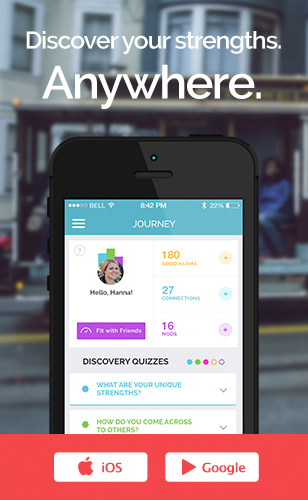 Discover your strengths.
Anywhere.
●●●○○ BELL 8:42 PM 22%
JOURNEY
?
180
GOOD KARMA
+
Hello, Hanna!
27
CONNECTIONS
+
Fit with Friends
16
MODS
+
DISCOVERY QUIZZES
WHAT ARE YOUR UNIQUE
STRENGTHS?
HOW DO YOU COME ACROSS
TO OTHERS?
iOS
Google